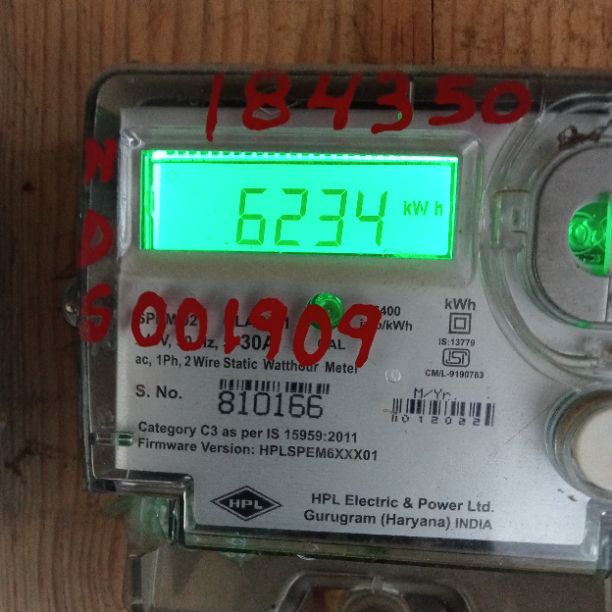 184350
N
D
S
6234 kWh
001909
kWh
IS:13779
ac, 1Ph, 2 Wire Static Watthour Meter
CM/L-9190783
S. No.
810166
M/Yr.
Category C3 as per IS 15959:2011
Firmware Version: HPLSPEM6XXX01
HPL
HPL Electric & Power Ltd.
Gurugram (Haryana) INDIA